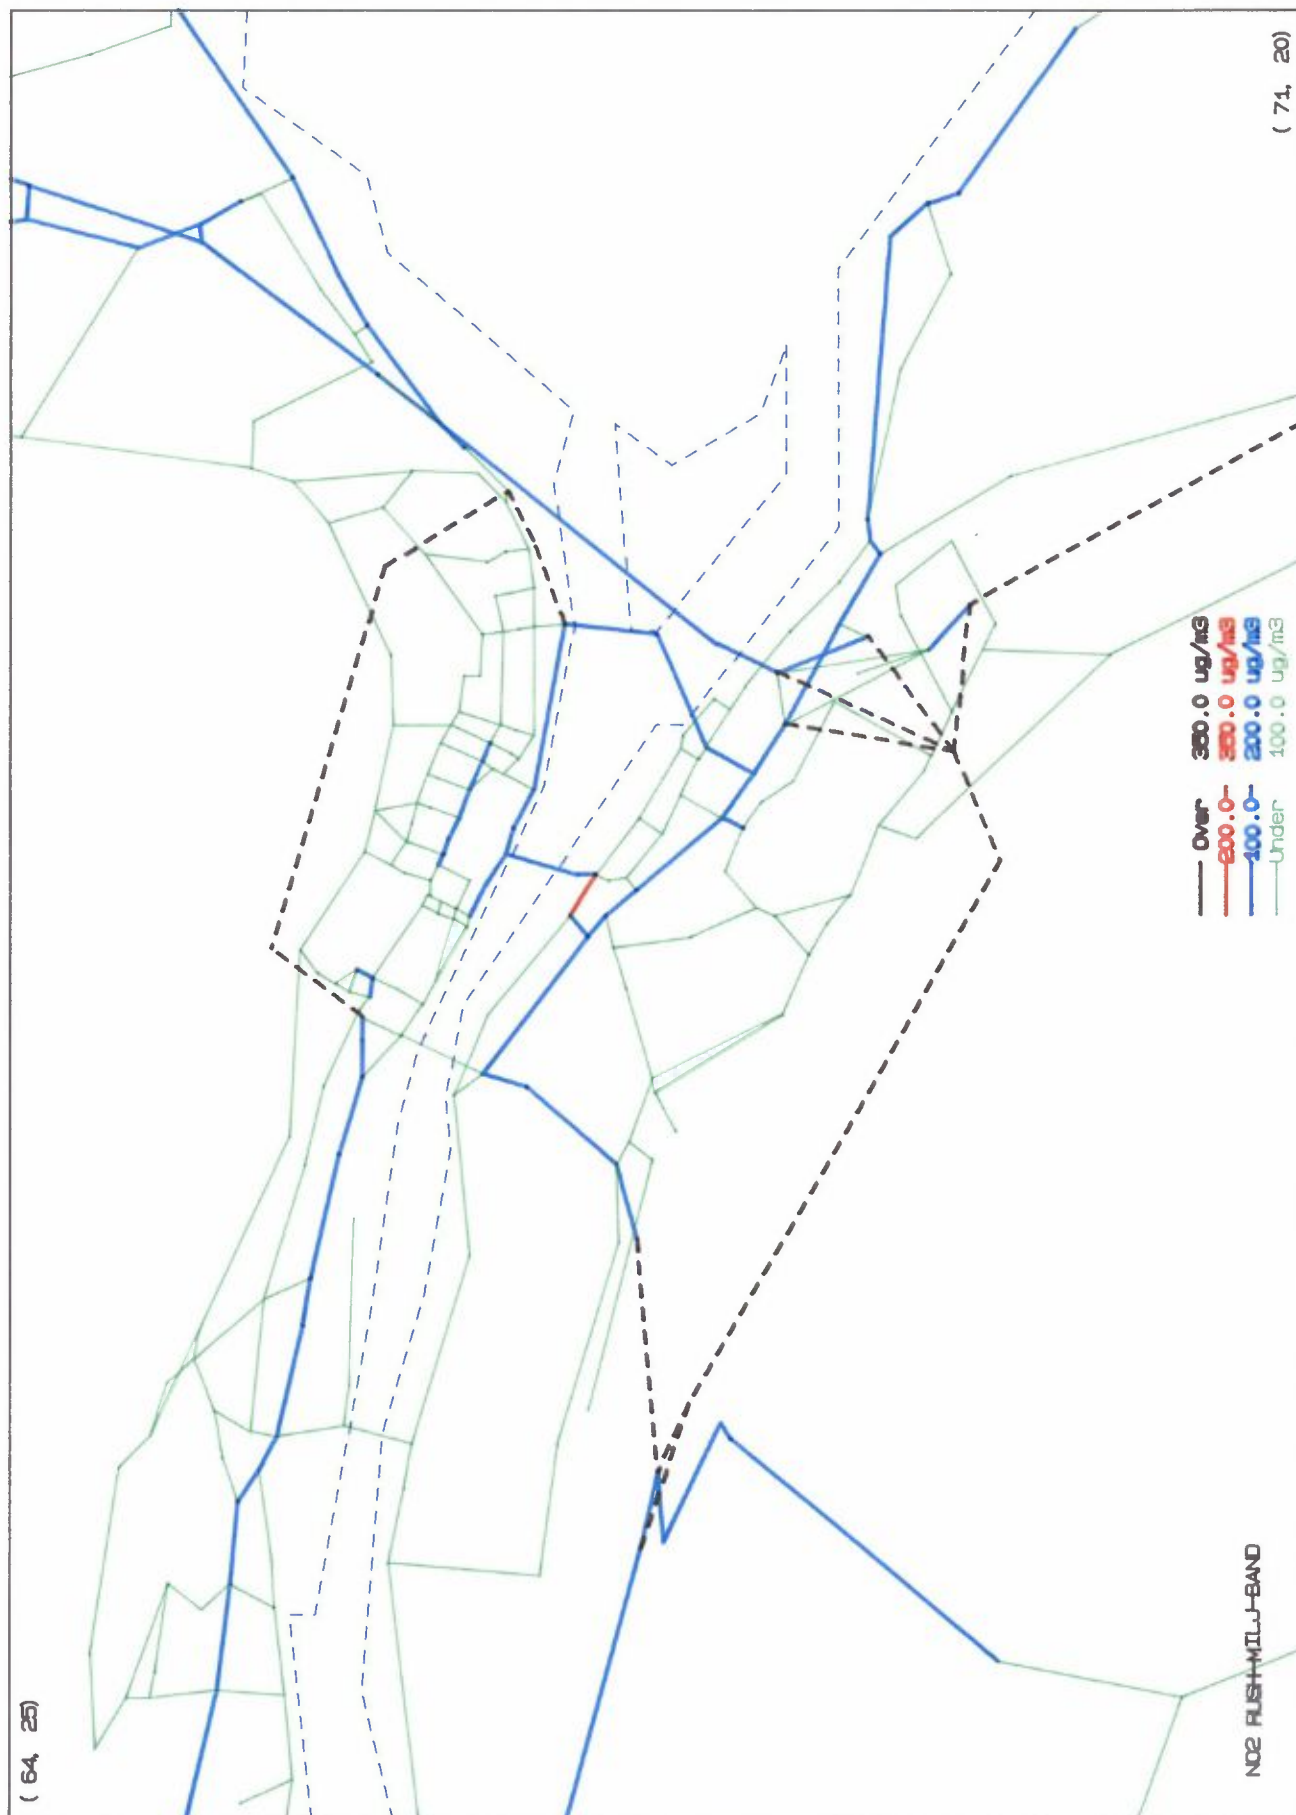 ( 64, 25)
( 71, 20)
Over 350.0 ug/m3
200.0- 350.0 ug/m3
100.0- 200.0 ug/m3
Under 100.0 ug/m3
NO2 RUSH-MILJ-BAND